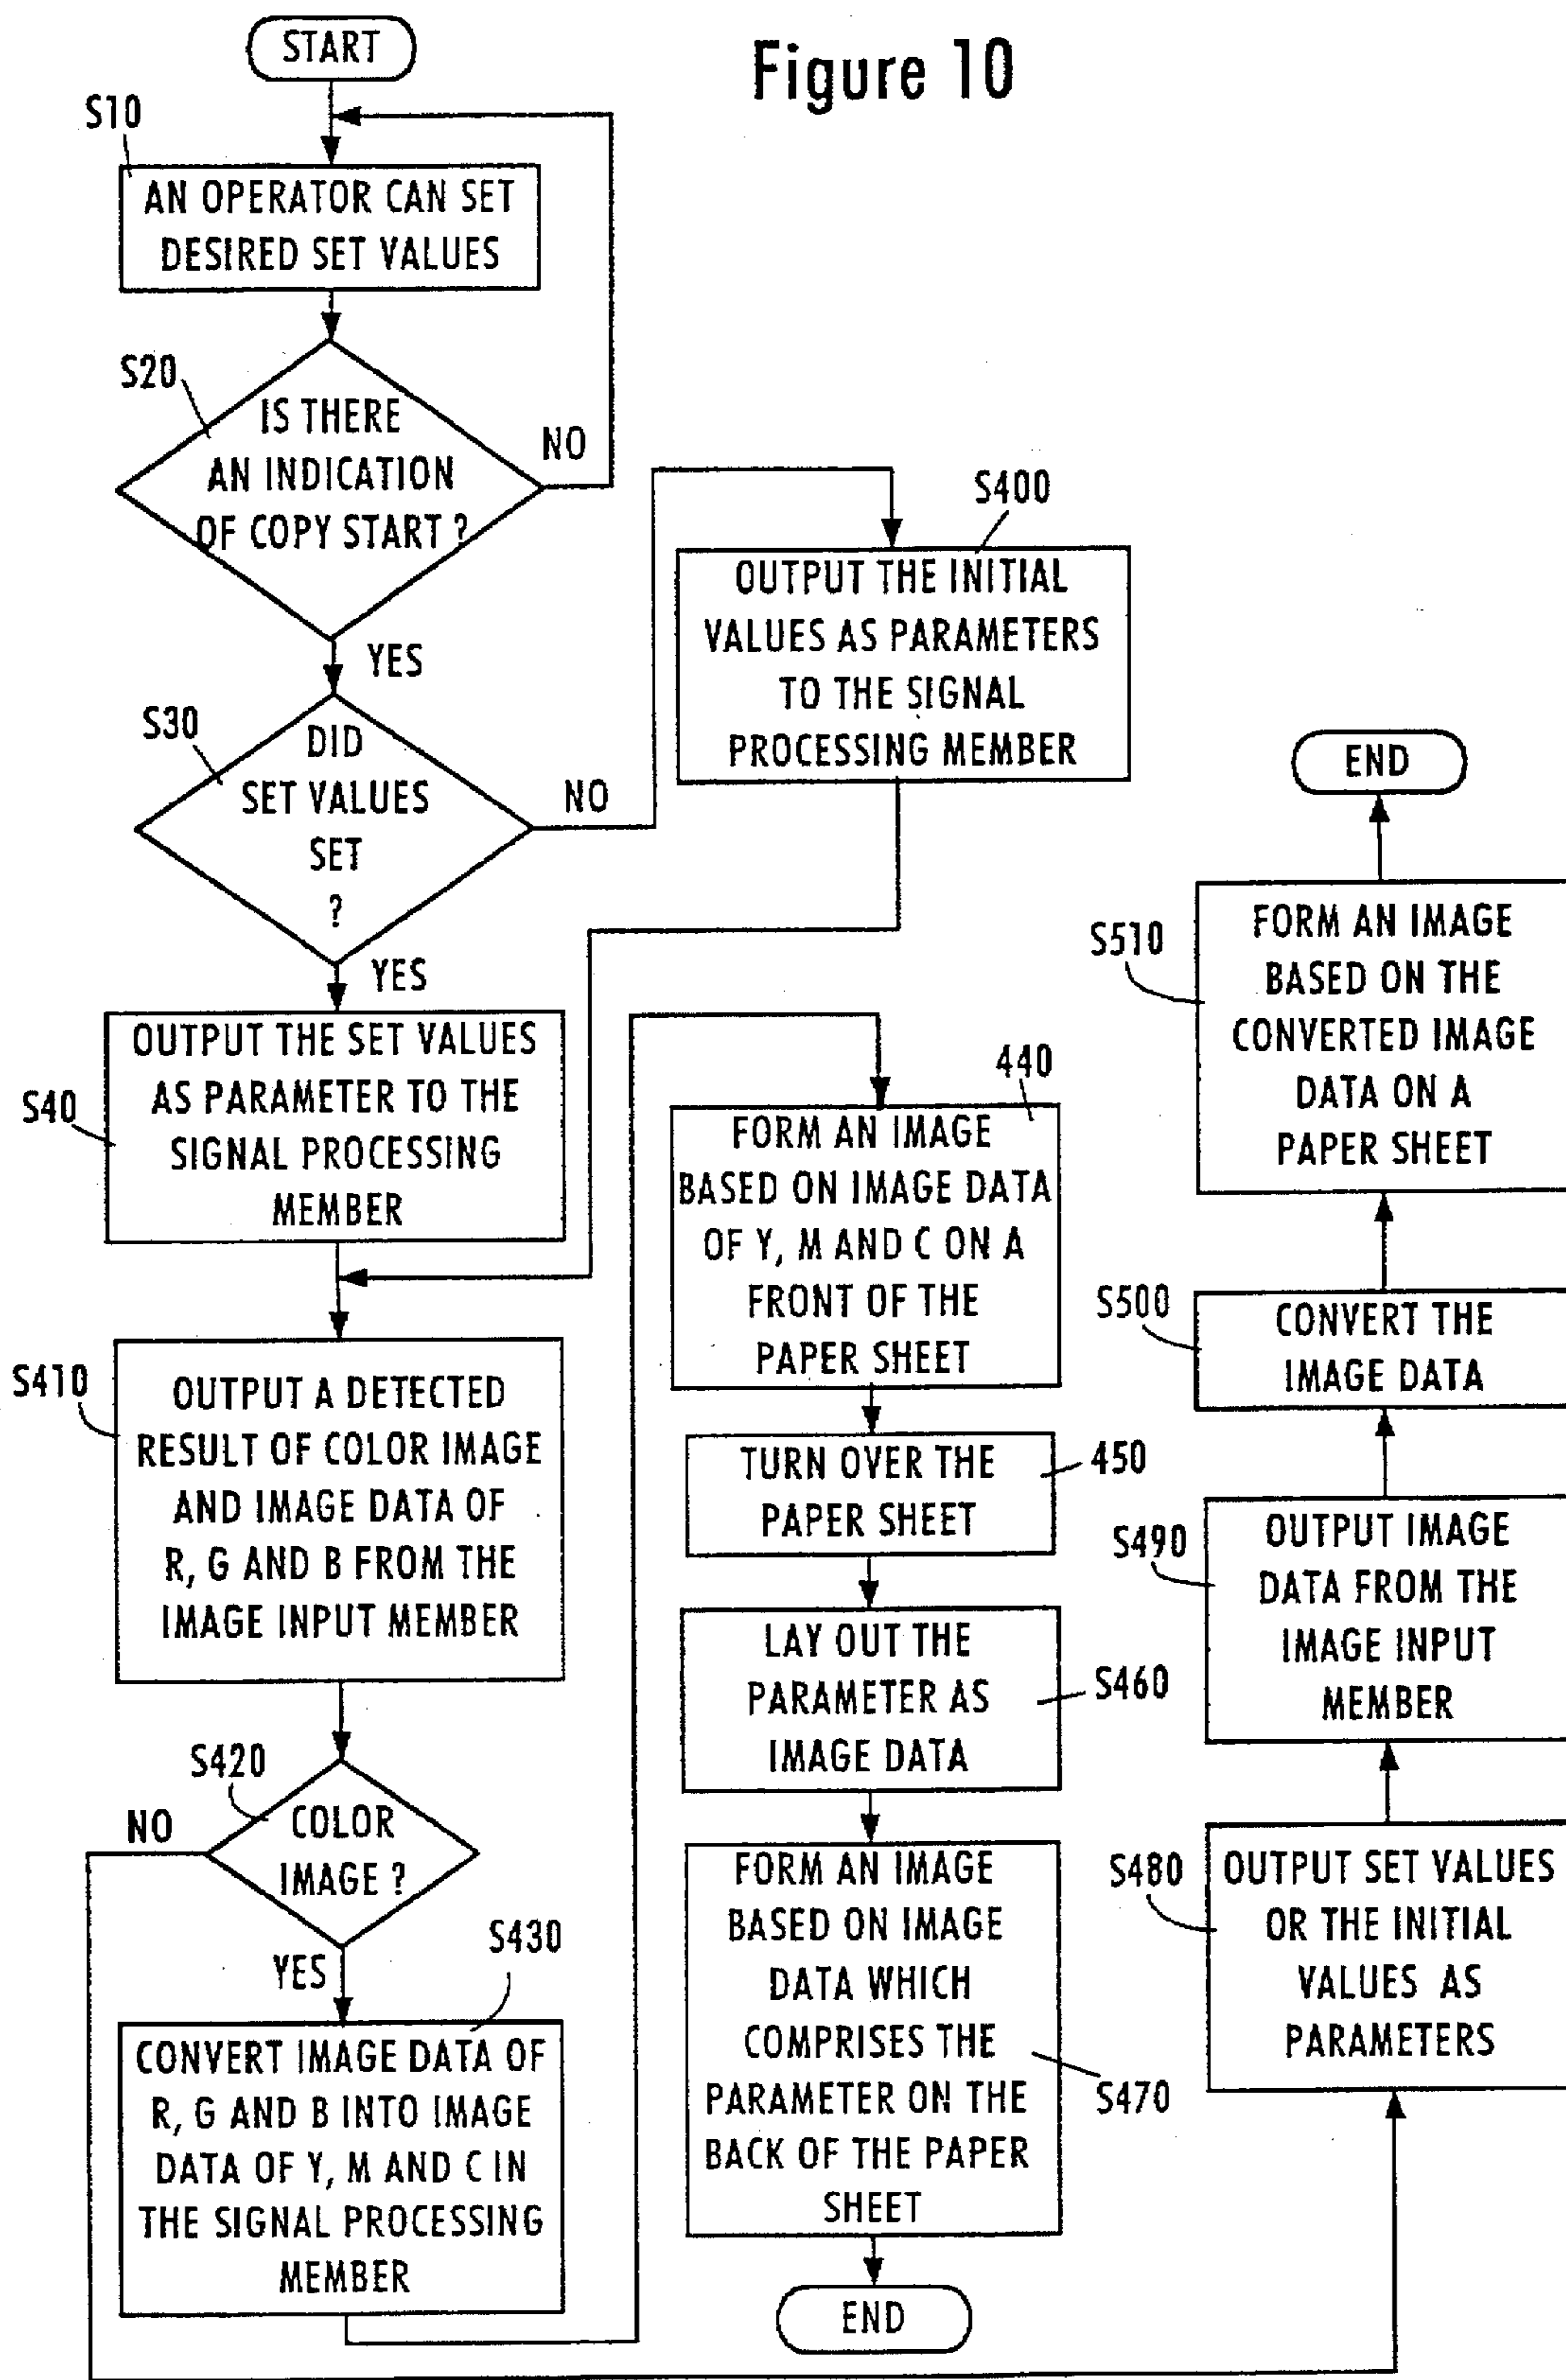 Figure 10
START
S10
AN OPERATOR CAN SET
DESIRED SET VALUES
S20
IS THERE
AN INDICATION
OF COPY START ?
NO
YES
S30
DID
SET VALUES
SET
?
NO
YES
S400
OUTPUT THE INITIAL
VALUES AS PARAMETERS
TO THE SIGNAL
PROCESSING MEMBER
S40
OUTPUT THE SET VALUES
AS PARAMETER TO THE
SIGNAL PROCESSING
MEMBER
S410
OUTPUT A DETECTED
RESULT OF COLOR IMAGE
AND IMAGE DATA OF
R, G AND B FROM THE
IMAGE INPUT MEMBER
S420
COLOR
IMAGE ?
NO
YES
S430
CONVERT IMAGE DATA OF
R, G AND B INTO IMAGE
DATA OF Y, M AND C IN
THE SIGNAL PROCESSING
MEMBER
440
FORM AN IMAGE
BASED ON IMAGE DATA
OF Y, M AND C ON A
FRONT OF THE
PAPER SHEET
450
TURN OVER THE
PAPER SHEET
S460
LAY OUT THE
PARAMETER AS
IMAGE DATA
S470
FORM AN IMAGE
BASED ON IMAGE
DATA WHICH
COMPRISES THE
PARAMETER ON THE
BACK OF THE PAPER
SHEET
END
END
S510
FORM AN IMAGE
BASED ON THE
CONVERTED IMAGE
DATA ON A
PAPER SHEET
S500
CONVERT THE
IMAGE DATA
S490
OUTPUT IMAGE
DATA FROM THE
IMAGE INPUT
MEMBER
S480
OUTPUT SET VALUES
OR THE INITIAL
VALUES AS
PARAMETERS